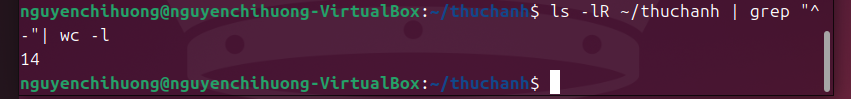 nguyenchihuong@nguyenchihuong-VirtualBox:~/thuchanh$ ls -lR ~/thuchanh | grep "^
-"| wc -l
14
nguyenchihuong@nguyenchihuong-VirtualBox:~/thuchanh$